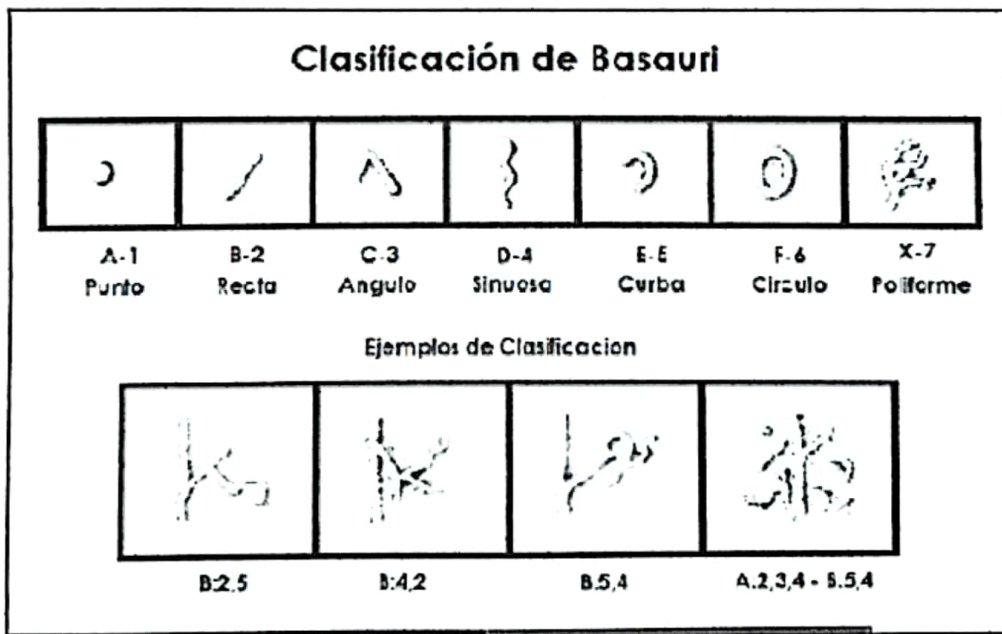 Clasificación de Basauri
A-1 B-2 C-3 D-4 E-5 F-6 X-7
Punto Recta Angulo Sinuosa Curba Circulo Poliforme
Ejemplos de Clasificacion
B:2,5 B:4,2 B:5,4 A.2,3,4 - B.5,4